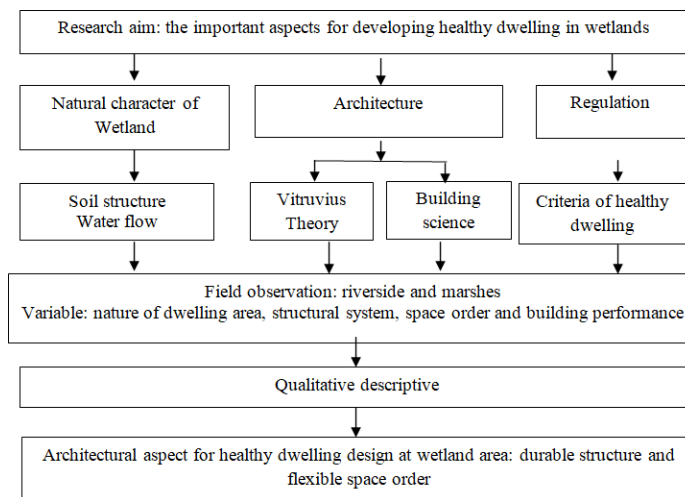 Research aim: the important aspects for developing healthy dwelling in wetlands
Natural character of
Wetland
Architecture
Regulation
Soil structure
Water flow
Vitruvius
Theory
Building
science
Criteria of healthy
dwelling
Field observation: riverside and marshes
Variable: nature of dwelling area, structural system, space order and building performance
Qualitative descriptive
Architectural aspect for healthy dwelling design at wetland area: durable structure and
flexible space order